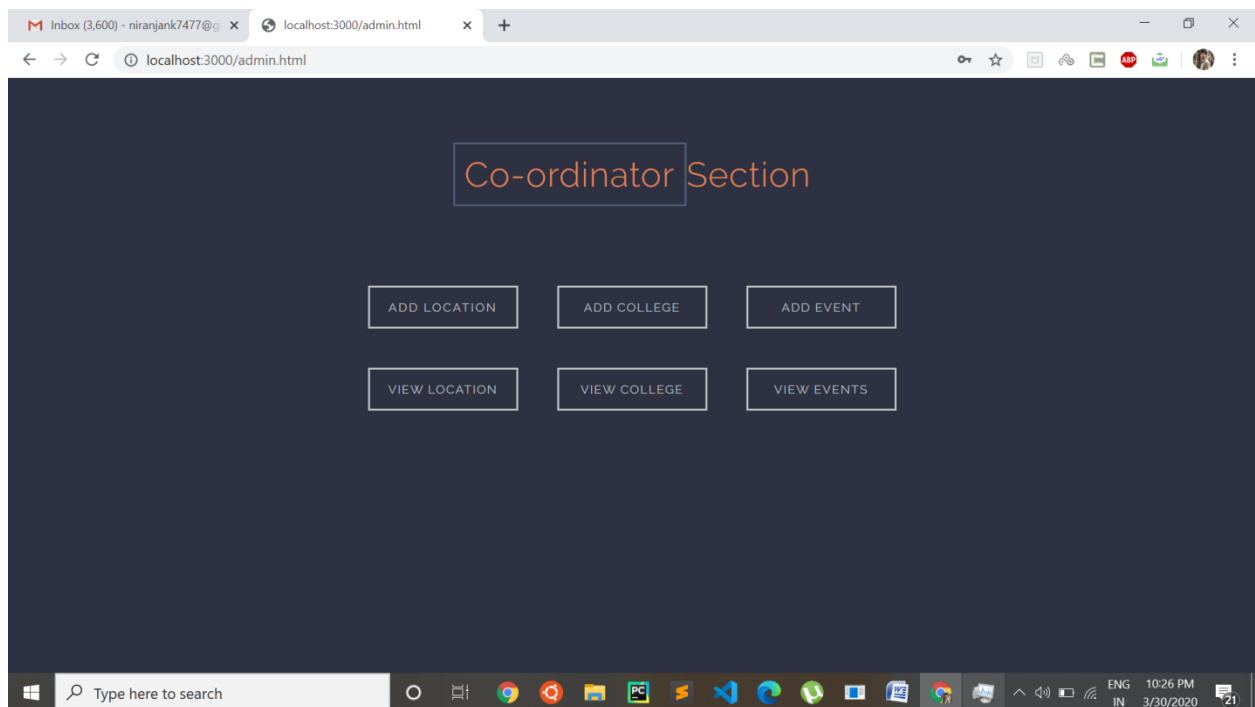 Inbox (3,600) - niranjank7477@g
localhost:3000/admin.html
localhost:3000/admin.html
ABP
Co-ordinator Section
ADD LOCATION ADD COLLEGE ADD EVENT
VIEW LOCATION VIEW COLLEGE VIEW EVENTS
Type here to search
PC
ENG 10:26 PM
IN 3/30/2020
21